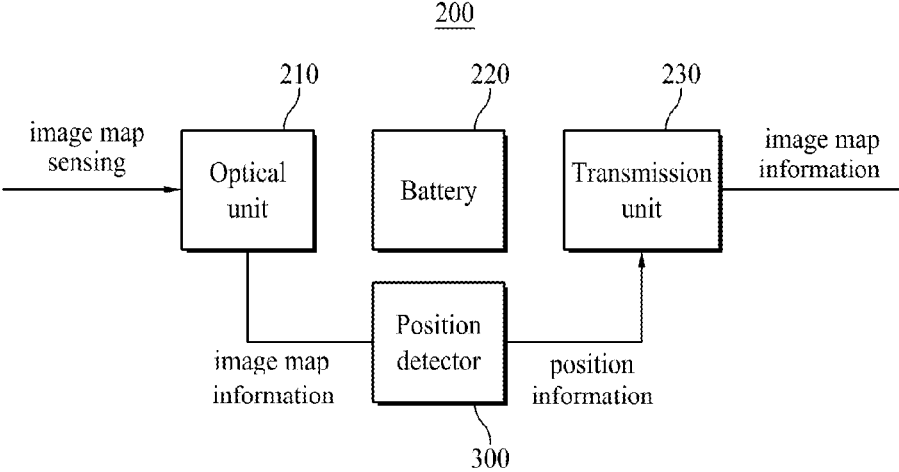 200
210
220
230
image map
sensing
Optical
unit
Battery
Transmission
unit
image map
information
image map
information
Position
detector
position
information
300